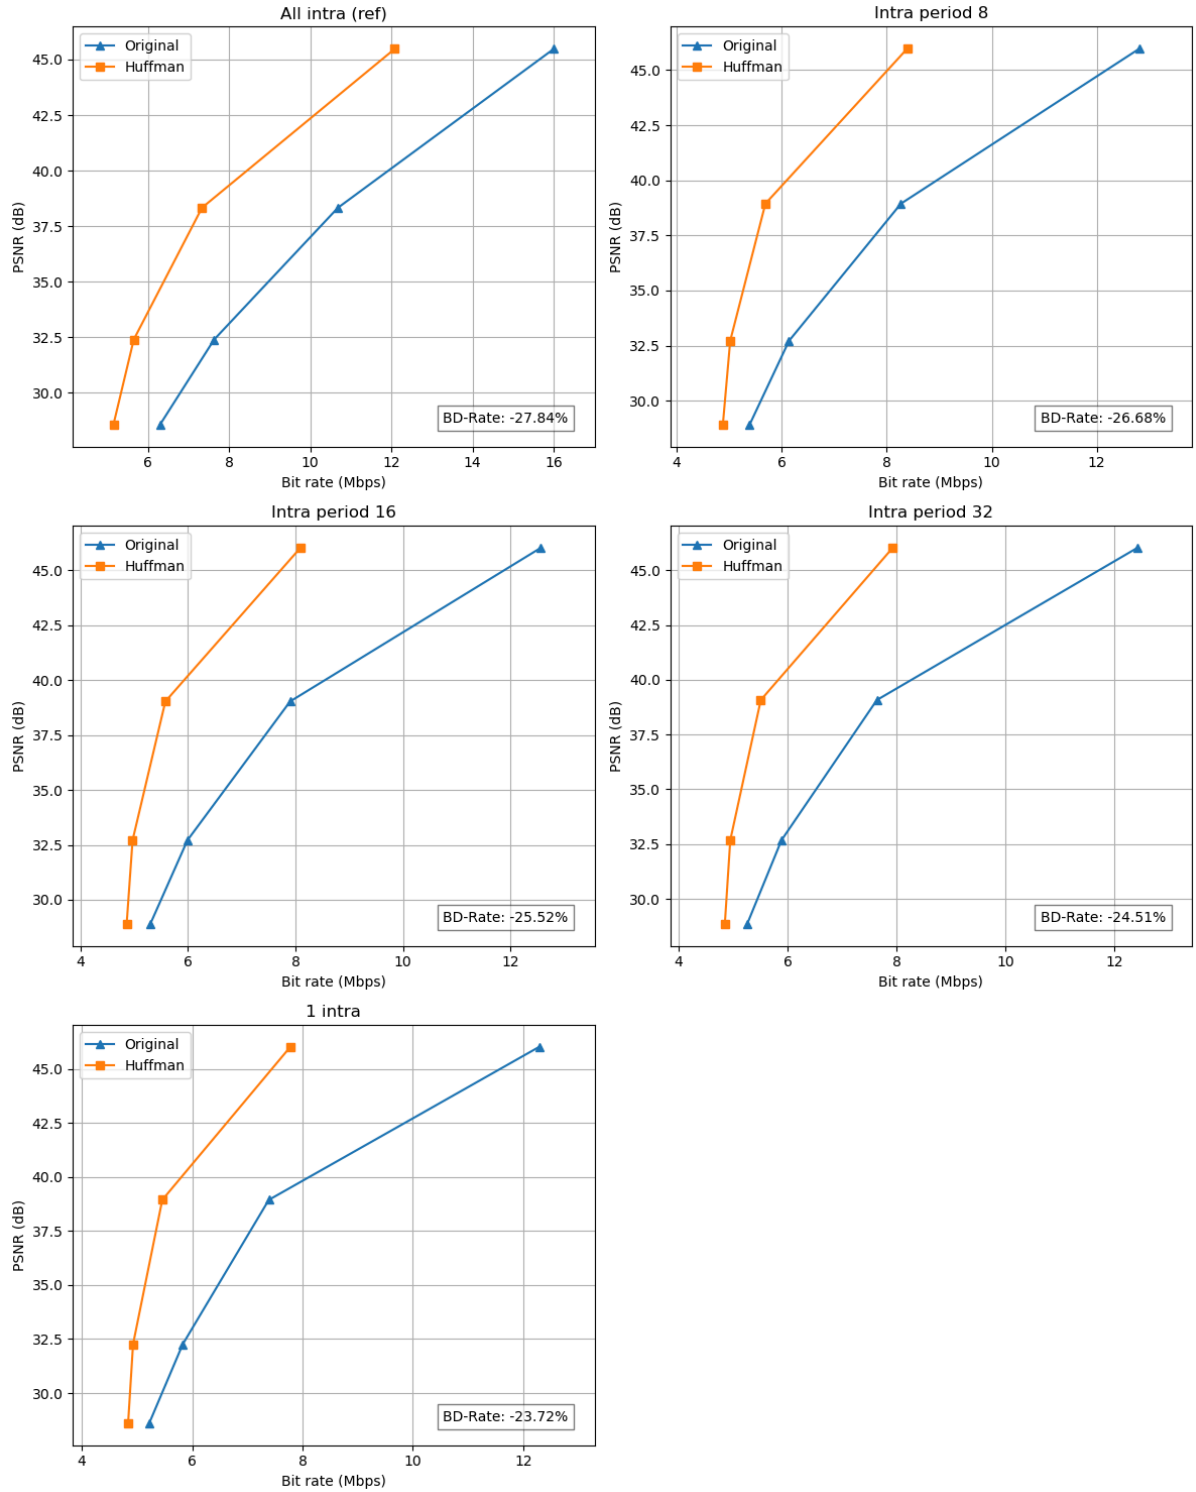 All intra (ref)
Original
Huffman
45.0
42.5
40.0
37.5
35.0
32.5
30.0
PSNR (dB)
BD-Rate: -27.84%
6 8 10 12 14 16
Bit rate (Mbps)
Intra period 8
Original
Huffman
45.0
42.5
40.0
37.5
35.0
32.5
30.0
PSNR (dB)
BD-Rate: -26.68%
4 6 8 10 12
Bit rate (Mbps)
Intra period 16
Original
Huffman
45.0
42.5
40.0
37.5
35.0
32.5
30.0
PSNR (dB)
BD-Rate: -25.52%
4 6 8 10 12
Bit rate (Mbps)
Intra period 32
Original
Huffman
45.0
42.5
40.0
37.5
35.0
32.5
30.0
PSNR (dB)
BD-Rate: -24.51%
4 6 8 10 12
Bit rate (Mbps)
1 intra
Original
Huffman
45.0
42.5
40.0
37.5
35.0
32.5
30.0
PSNR (dB)
BD-Rate: -23.72%
4 6 8 10 12
Bit rate (Mbps)